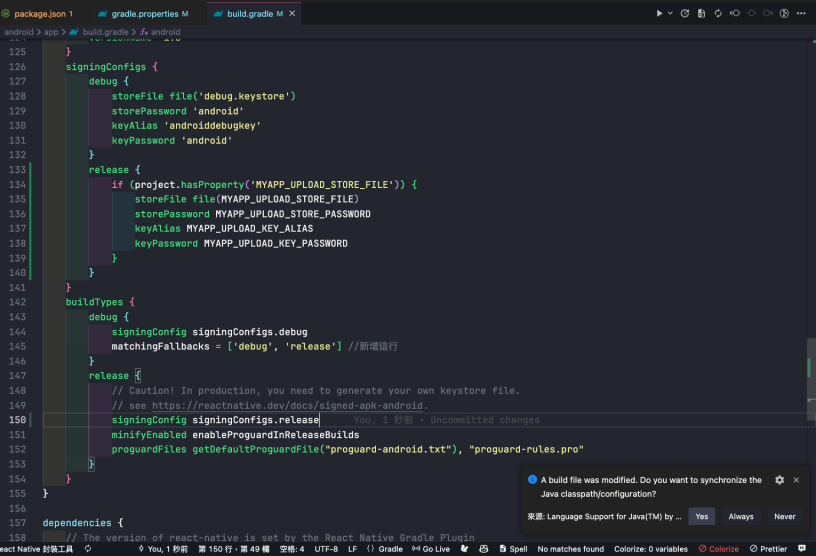 package.json 1
gradle.properties M
build.gradle M
android > app > build.gradle > android
125 }
126 signingConfigs {
127 debug {
128 storeFile file('debug.keystore')
129 storePassword 'android'
130 keyAlias 'androiddebugkey'
131 keyPassword 'android'
132 }
133 release {
134 if (project.hasProperty('MYAPP_UPLOAD_STORE_FILE')) {
135 storeFile file(MYAPP_UPLOAD_STORE_FILE)
136 storePassword MYAPP_UPLOAD_STORE_PASSWORD
137 keyAlias MYAPP_UPLOAD_KEY_ALIAS
138 keyPassword MYAPP_UPLOAD_KEY_PASSWORD
139 }
140 }
141 }
142 buildTypes {
143 debug {
144 signingConfig signingConfigs.debug
145 matchingFallbacks = ['debug', 'release'] //新增這行
146 }
147 release {
148 // Caution! In production, you need to generate your own keystore file.
149 // see https://reactnative.dev/docs/signed-apk-android.
150 signingConfig signingConfigs.release You, 1 秒前 • Uncommitted changes
151 minifyEnabled enableProguardInReleaseBuilds
152 proguardFiles getDefaultProguardFile("proguard-android.txt"), "proguard-rules.pro"
153 }
154 }
155 }
156
157 dependencies {
158 // The version of react-native is set by the React Native Gradle Plugin
A build file was modified. Do you want to synchronize the
Java classpath/configuration?
來源: Language Support for Java(TM) by ...
Yes
Always
Never
eact Native 封裝工具 You, 1 秒前 第 150 行，第 49 欄 空格: 4 UTF-8 LF {} Gradle Go Live Spell No matches found Colorize: 0 variables Colorize Prettier